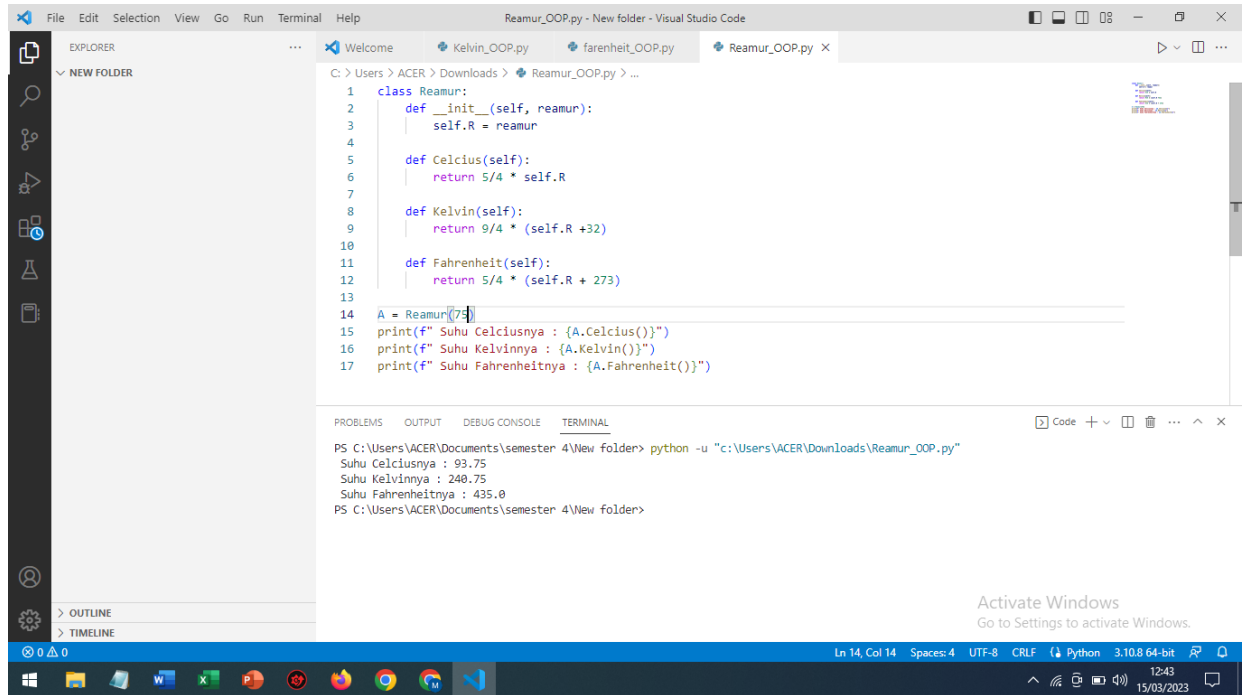 File Edit Selection View Go Run Terminal Help Reamur_OOP.py - New folder - Visual Studio Code
EXPLORER
NEW FOLDER
OUTLINE
TIMELINE
Welcome Kelvin_OOP.py farenheit_OOP.py Reamur_OOP.py
C: > Users > ACER > Downloads > Reamur_OOP.py > ...
1 class Reamur:
2     def __init__(self, reamur):
3         self.R = reamur
4
5     def Celcius(self):
6         return 5/4 * self.R
7
8     def Kelvin(self):
9         return 9/4 * (self.R +32)
10
11     def Fahrenheit(self):
12         return 5/4 * (self.R + 273)
13
14 A = Reamur(75)
15 print(f" Suhu Celciusnya : {A.Celcius()}")
16 print(f" Suhu Kelvinnya : {A.Kelvin()}")
17 print(f" Suhu Fahrenheitnya : {A.Fahrenheit()}")
PROBLEMS OUTPUT DEBUG CONSOLE TERMINAL Code
PS C:\Users\ACER\Documents\semester 4\New folder> python -u "c:\Users\ACER\Downloads\Reamur_OOP.py"
Suhu Celciusnya : 93.75
Suhu Kelvinnya : 240.75
Suhu Fahrenheitnya : 435.0
PS C:\Users\ACER\Documents\semester 4\New folder>
Activate Windows
Go to Settings to activate Windows.
0 0 Ln 14, Col 14 Spaces: 4 UTF-8 CRLF Python 3.10.8 64-bit
12:43
15/03/2023